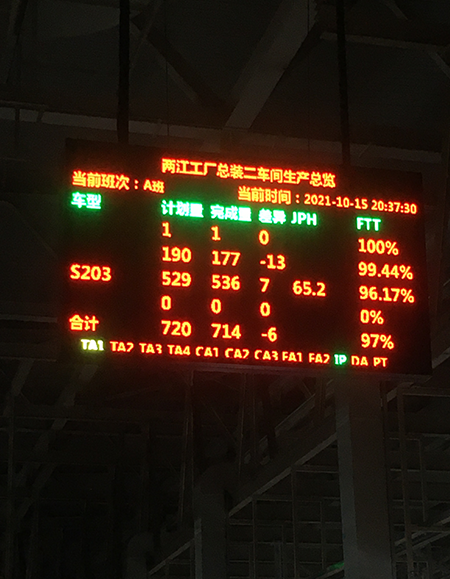 两江工厂总装二车间生产总览
当前班次：A班 当前时间：2021-10-15 20:37:30
车型 计划量 完成量 差异 JPH FTT
1 1 0 100%
190 177 -13 99.44%
S203 529 536 7 65.2 96.17%
0 0 0 0%
合计 720 714 -6 97%
TA1 TA2 TA3 TA4 CA1 CA2 CA3 FA1 FA2 IP DA PT